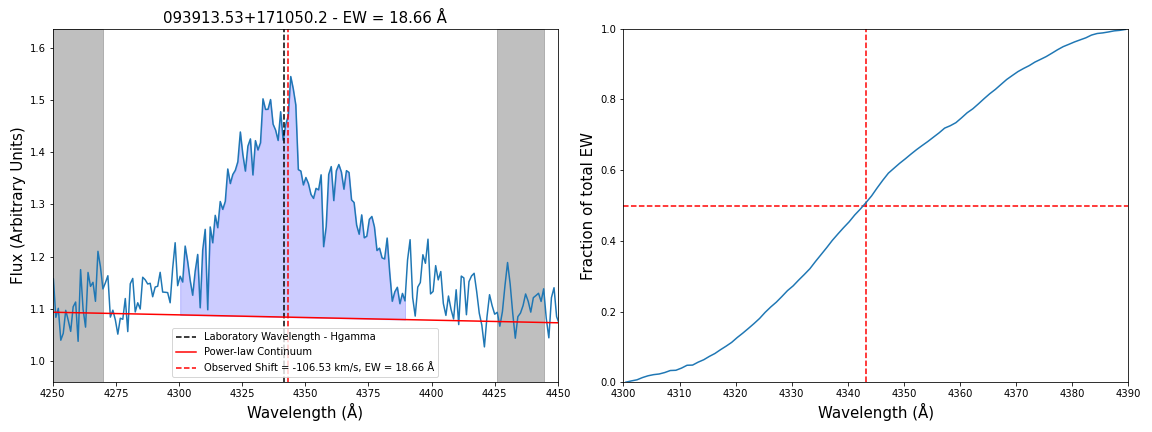 093913.53+171050.2 - EW = 18.66 Å
Flux (Arbitrary Units)
1.6
1.5
1.4
1.3
1.2
1.1
1.0
Laboratory Wavelength - Hgamma
Power-law Continuum
Observed Shift = -106.53 km/s, EW = 18.66 Å
4250 4275 4300 4325 4350 4375 4400 4425 4450
Wavelength (Å)
Fraction of total EW
1.0
0.8
0.6
0.4
0.2
0.0
4300 4310 4320 4330 4340 4350 4360 4370 4380 4390
Wavelength (Å)